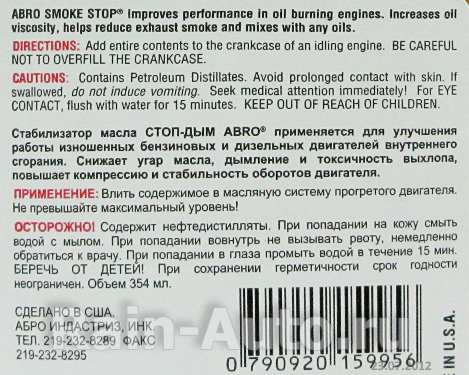 ABRO SMOKE STOP® improves performance in oil burning engines. Increases oil
viscosity, helps reduce exhaust smoke and mixes with any oils.
DIRECTIONS: Add entire contents to the crankcase of an idling engine. BE CAREFUL
NOT TO OVERFILL THE CRANKCASE.
CAUTIONS: Contains Petroleum Distillates. Avoid prolonged contact with skin. If
swallowed, do not induce vomiting. Seek medical attention immediately! For EYE
CONTACT, flush with water for 15 minutes. KEEP OUT OF REACH OF CHILDREN.
Стабилизатор масла СТОП-ДЫМ ABRO® применяется для улучшения
работы изношенных бензиновых и дизельных двигателей внутреннего
сгорания. Снижает угар масла, дымление и токсичность выхлопа,
повышает компрессию и стабильность оборотов двигателя.
ПРИМЕНЕНИЕ: Влить содержимое в масляную систему прогретого двигателя.
Не превышайте максимальный уровень!
ОСТОРОЖНО! Содержит нефтедистилляты. При попадании на кожу смыть
водой с мылом. При попадании вовнутрь не вызывать рвоту, немедленно
обратиться к врачу. При попадании в глаза промыть водой в течение 15 мин.
БЕРЕЧЬ ОТ ДЕТЕЙ! При сохранении герметичности срок годности
неограничен. Объем 354 мл.
СДЕЛАНО В США.
АБРО ИНДАСТРИЗ, ИНК.
ТЕЛ. 219-232-8289 ФАКС
219-232-8295
0 790920 159956
23.07.2012
IN U.S.A.
Rain-Auto.ru